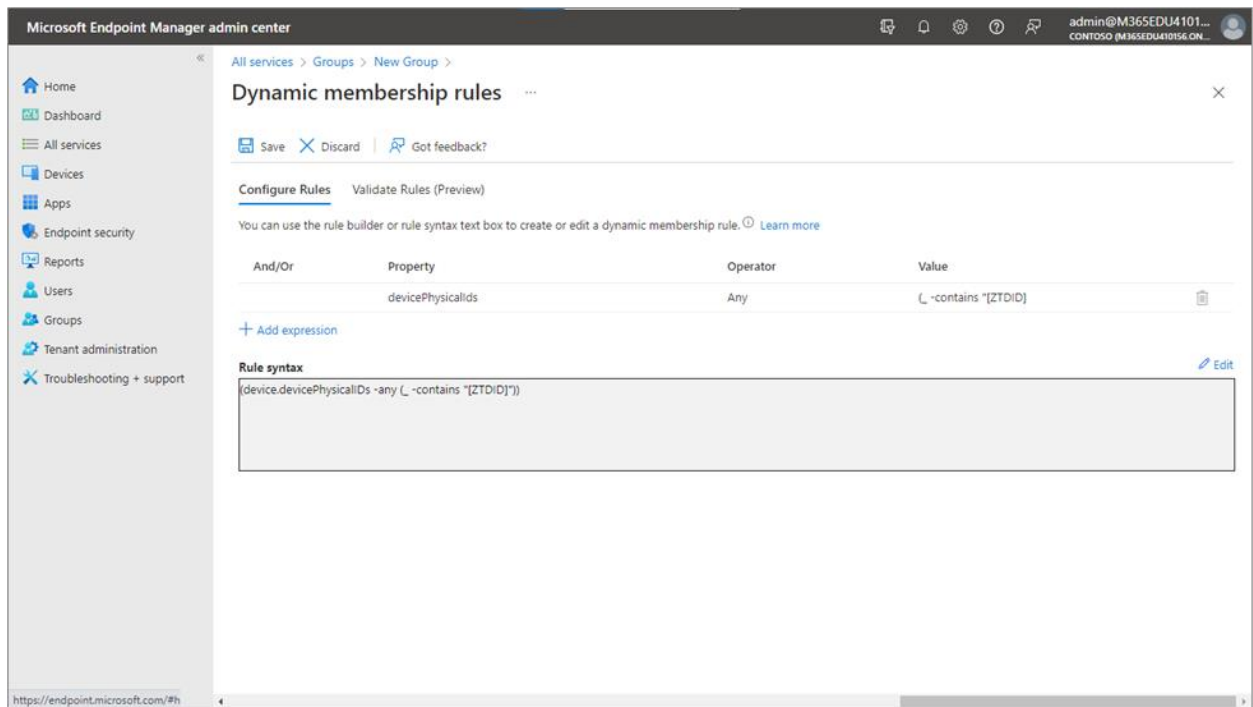 Microsoft Endpoint Manager admin center
admin@M365EDU4101...
CONTOSO (M365EDU410156.ON...
«
Home
Dashboard
All services
Devices
Apps
Endpoint security
Reports
Users
Groups
Tenant administration
Troubleshooting + support
All services > Groups > New Group >
Dynamic membership rules ...
Save Discard Got feedback?
Configure Rules Validate Rules (Preview)
You can use the rule builder or rule syntax text box to create or edit a dynamic membership rule. Learn more
And/Or Property Operator Value
devicePhysicalIds Any (_ -contains "[ZTDID]
+ Add expression
Rule syntax
Edit
(device.devicePhysicalIDs -any (_ -contains "[ZTDID]"))
https://endpoint.microsoft.com/#h